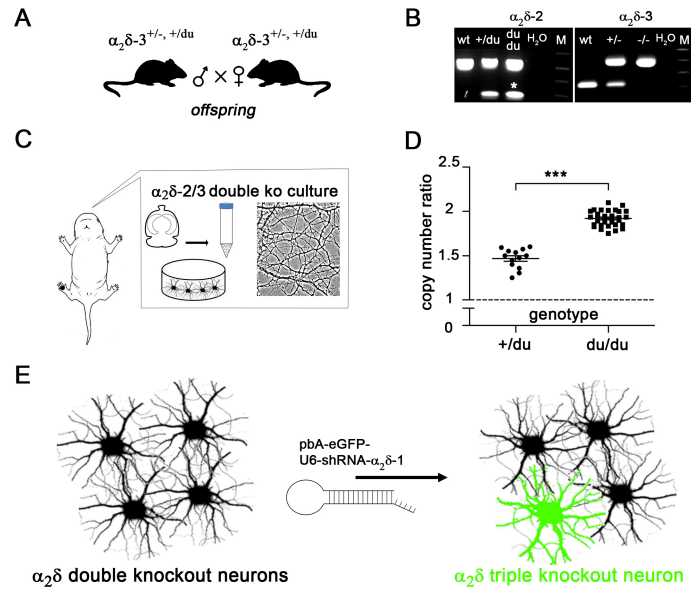 A
α₂δ-3⁺/⁻, ⁺/du α₂δ-3⁺/⁻, ⁺/du
♂ × ♀
offspring
B
α₂δ-2 α₂δ-3
wt +/du du du H₂O M wt +/- -/- H₂O M
*
C
α₂δ-2/3 double ko culture
D
copy number ratio
2.5
2
1.5
1
0
***
genotype
+/du du/du
E
pbA-eGFP-
U6-shRNA-α₂δ-1
α₂δ double knockout neurons
α₂δ triple knockout neuron